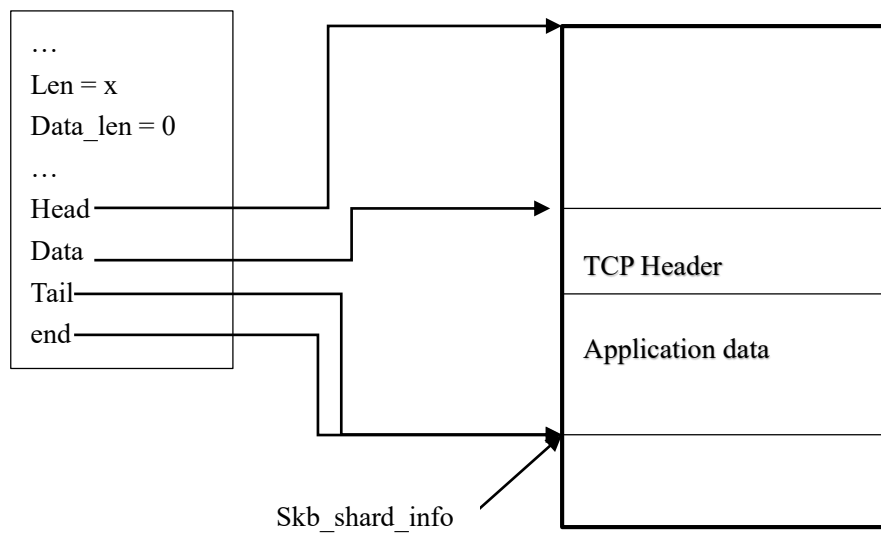 …
Len = x
Data_len = 0
…
Head
Data
Tail
end
TCP Header
Application data
Skb_shard_info